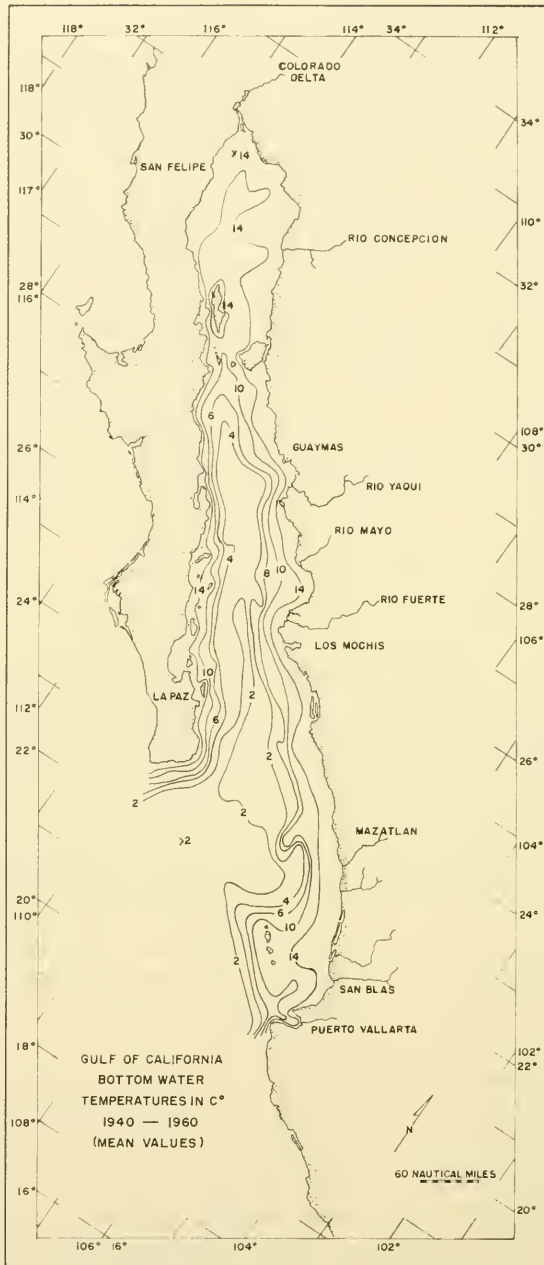 118° 32° 116° 114° 112°
COLORADO
DELTA
118°
34°
30°
14
SAN FELIPE
117°
110°
14
RIO CONCEPCION
28°
116°
32°
14
10
6
4
108°
30°
26°
GUAYMAS
114°
RIO YAQUI
RIO MAYO
4
8
10
14
14
24°
RIO FUERTE
28°
106°
LOS MOCHIS
10
2
LA PAZ
112°
6
22°
2
26°
2
2
>2
MAZATLAN
104°
20°
110°
4
24°
6
10
2
14
SAN BLAS
PUERTO VALLARTA
18°
102°
22°
GULF OF CALIFORNIA
BOTTOM WATER
TEMPERATURES IN C°
1940 — 1960
(MEAN VALUES)
108°
N
60 NAUTICAL MILES
16°
20°
106° 16° 104° 102°